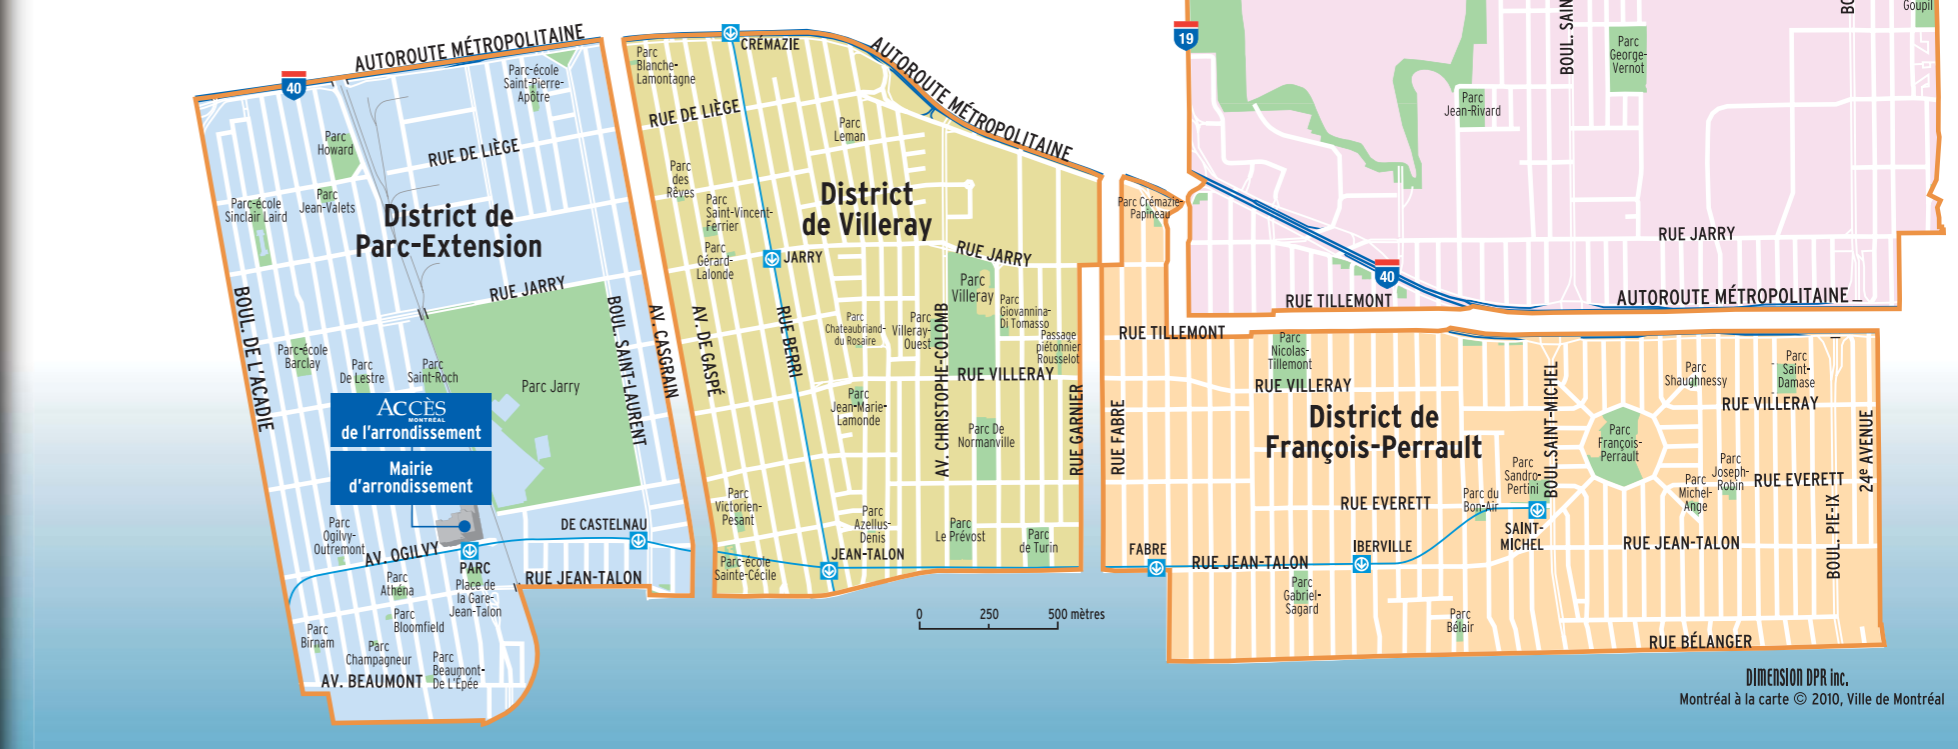 AUTOROUTE MÉTROPOLITAINE
40
Parc-école
Saint-Pierre-
Apôtre
Parc
Howard
RUE DE LIÈGE
Parc-école
Sinclair Laird
Parc
Jean-Valets
District de
Parc-Extension
RUE JARRY
BOUL. DE L'ACADIE
BOUL. SAINT-LAURENT
Parc-école
Barclay
Parc
De Lestre
Parc
Saint-Roch
Parc Jarry
ACCÈS
MONTRÉAL
de l'arrondissement
Mairie
d'arrondissement
Parc
Ogilvy-
Outremont
AV. OGILVY
DE CASTELNAU
PARC
Place de
la Gare-
Jean-Talon
RUE JEAN-TALON
Parc
Athéna
Parc
Bloomfield
Parc
Birnam
Parc
Champagneur
Parc
Beaumont-
De L'Épée
AV. BEAUMONT
CRÉMAZIE
Parc
Blanche-
Lamontagne
AUTOROUTE MÉTROPOLITAINE
RUE DE LIÈGE
Parc
Leman
Parc
des
Rêves
Parc
Saint-Vincent-
Ferrier
District
de Villeray
Parc
Gérard-
Lalonde
JARRY
RUE JARRY
AV. CASGRAIN
AV. DE GASPÉ
RUE BERRI
Parc
Villeray
Parc
Giovannina-
Di Tomasso
Parc
Chateaubriand-
du Rosaire
Parc
Villeray-
Ouest
AV. CHRISTOPHE-COLOMB
Passage
piétonnier
Rousselot
RUE VILLERAY
Parc
Jean-Marie-
Lamonde
Parc De
Normanville
RUE GARNIER
Parc
Victorien-
Pesant
Parc
Azellus-
Denis
Parc
Le Prévost
Parc
de Turin
Parc-école
Sainte-Cécile
JEAN-TALON
0 250 500 mètres
19
BOUL. SAIN
BO
Goupil
Parc
George-
Vernot
Parc
Jean-Rivard
Parc Crémazie-
Papineau
RUE JARRY
40
RUE TILLEMONT
AUTOROUTE MÉTROPOLITAINE
RUE TILLEMONT
Parc
Nicolas-
Tillemont
RUE VILLERAY
RUE FABRE
District de
François-Perrault
BOUL.SAINT-MICHEL
Parc
Shaughnessy
Parc
Saint-
Damase
RUE VILLERAY
24e AVENUE
Parc
François-
Perrault
Parc
Sandro-
Pertini
Parc du
Bon-Air
RUE EVERETT
Parc
Joseph-
Robin
Parc
Michel-
Ange
RUE EVERETT
BOUL. PIE-IX
SAINT-
MICHEL
FABRE
RUE JEAN-TALON
IBERVILLE
RUE JEAN-TALON
Parc
Gabriel-
Sagard
Parc
Bélair
RUE BÉLANGER
DIMENSION DPR inc.
Montréal à la carte © 2010, Ville de Montréal